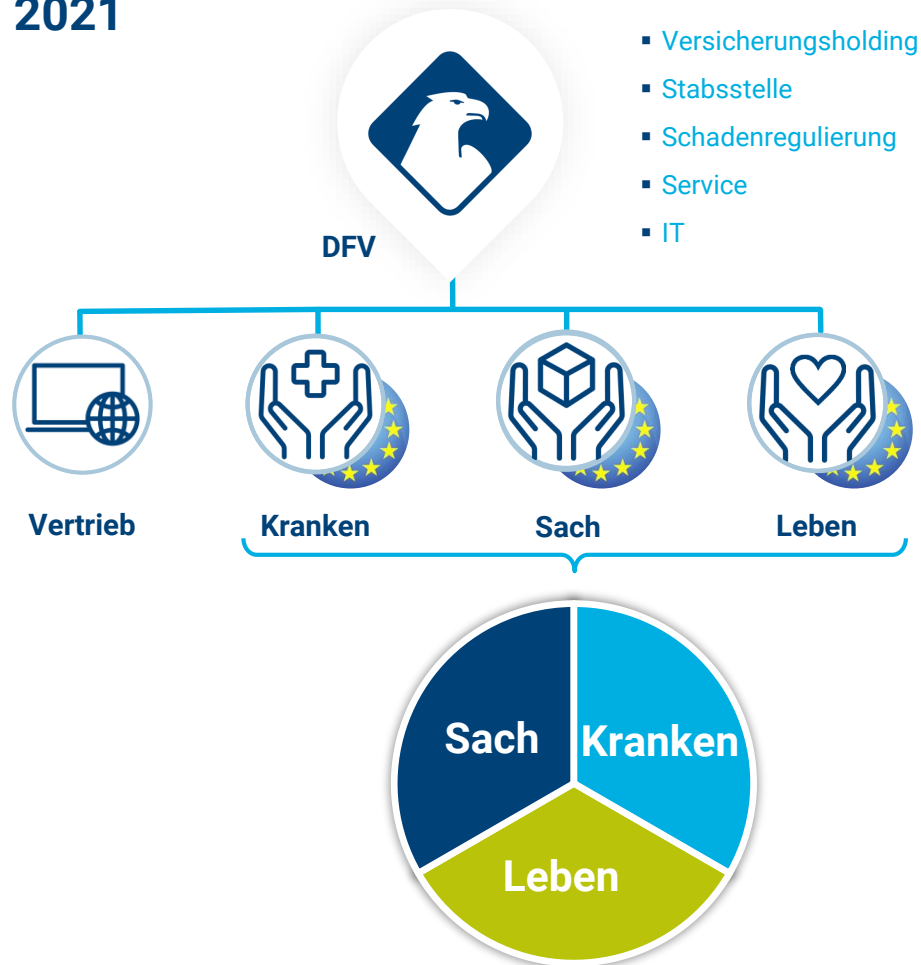 2021
Versicherungsholding
Stabsstelle
Schadenregulierung
Service
IT
DFV
Vertrieb
Kranken
Sach
Leben
Sach
Kranken
Leben